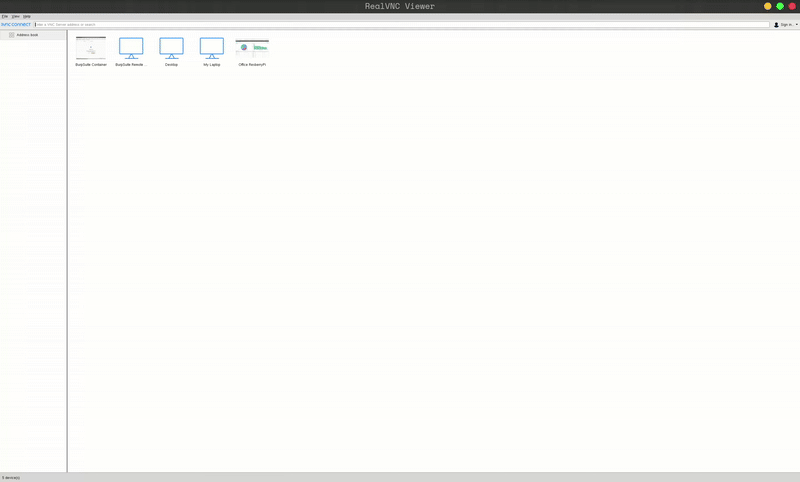 RealVNC Viewer
File View Help
vnc connect Enter a VNC Server address or search Sign in...
Address book
BurpSuite Container BurpSuite Remote... Desktop My Laptop Office RasberryPi
5 device(s)